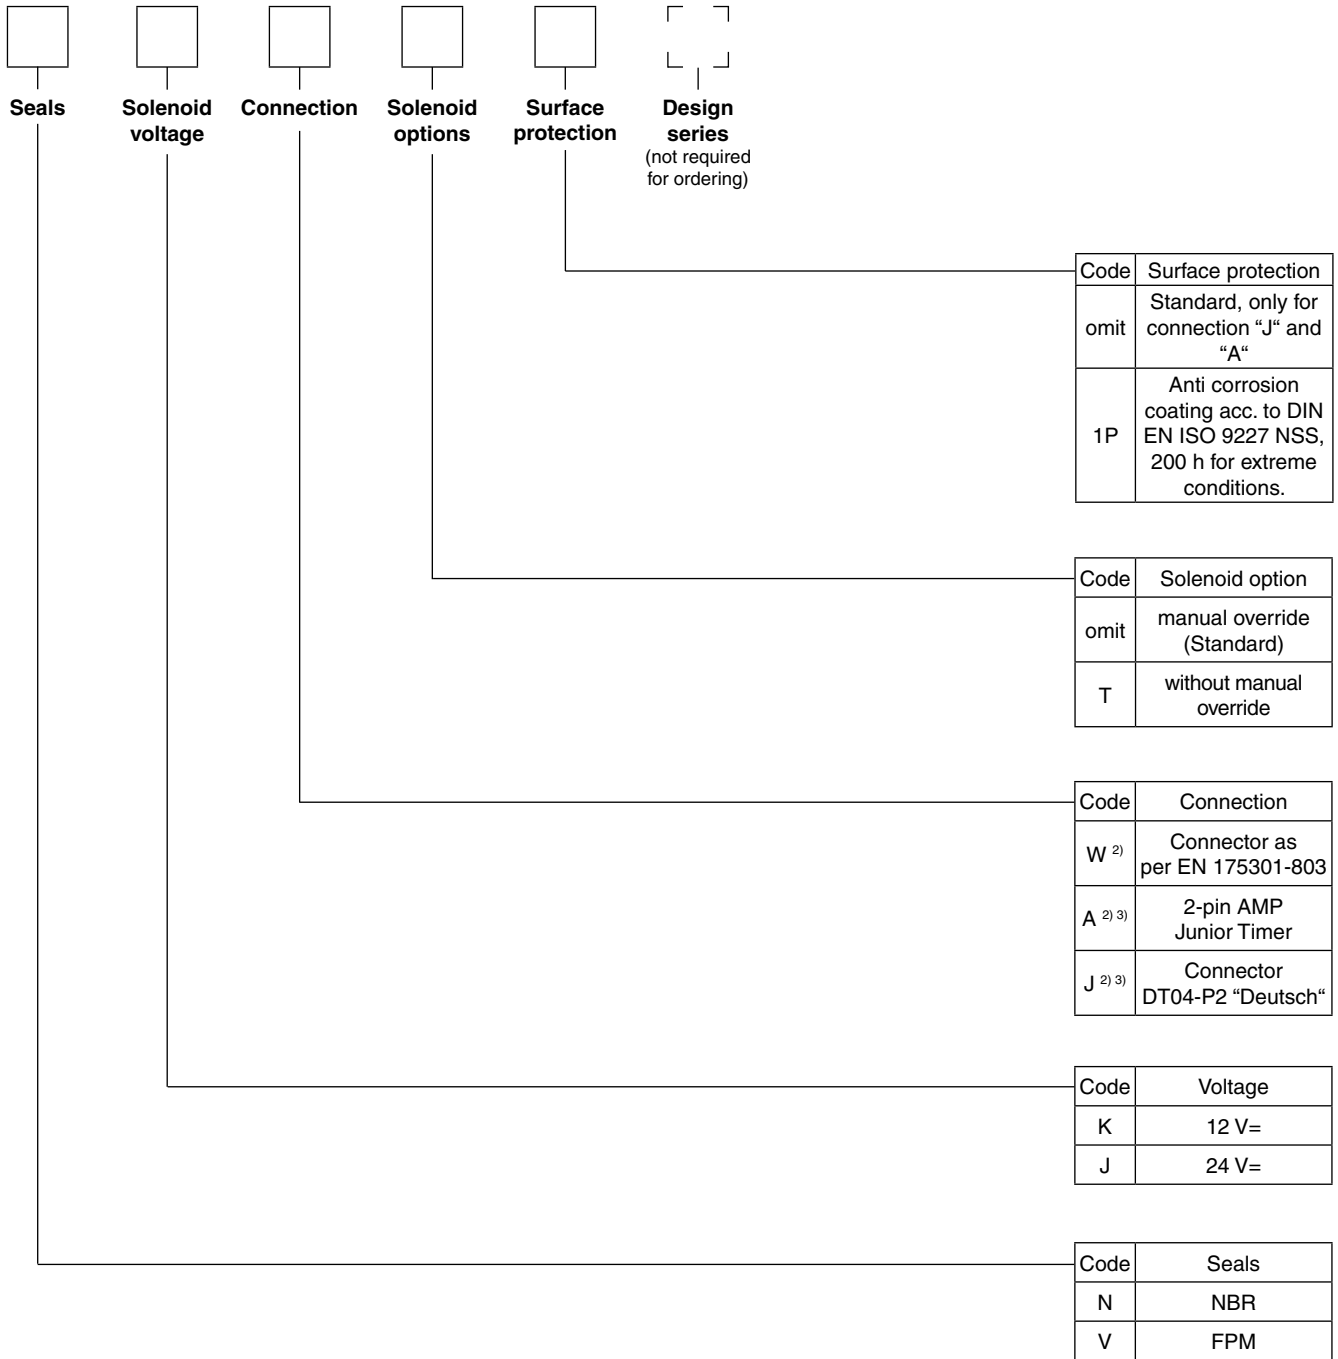 Seals
Solenoid
voltage
Connection
Solenoid
options
Surface
protection
Design
series
(not required
for ordering)
Code Surface protection
omit Standard, only for
connection “J“ and
“A“
1P Anti corrosion
coating acc. to DIN
EN ISO 9227 NSS,
200 h for extreme
conditions.
Code Solenoid option
omit manual override
(Standard)
T without manual
override
Code Connection
W 2) Connector as
per EN 175301-803
A 2) 3) 2-pin AMP
Junior Timer
J 2) 3) Connector
DT04-P2 “Deutsch“
Code Voltage
K 12 V=
J 24 V=
Code Seals
N NBR
V FPM